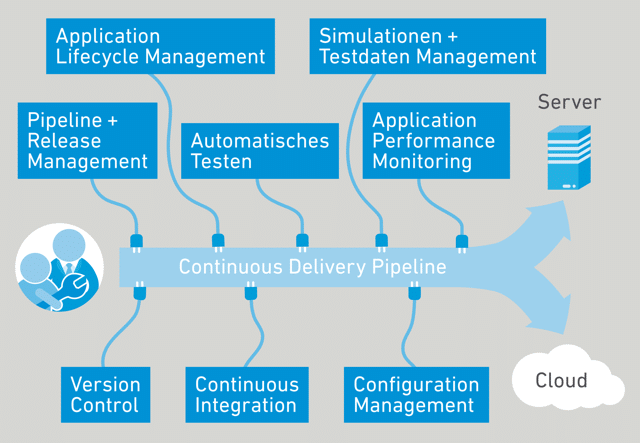 Application
Lifecycle Management
Simulationen +
Testdaten Management
Pipeline +
Release
Management
Automatisches
Testen
Application
Performance
Monitoring
Server
Continuous Delivery Pipeline
Version
Control
Continuous
Integration
Configuration
Management
Cloud